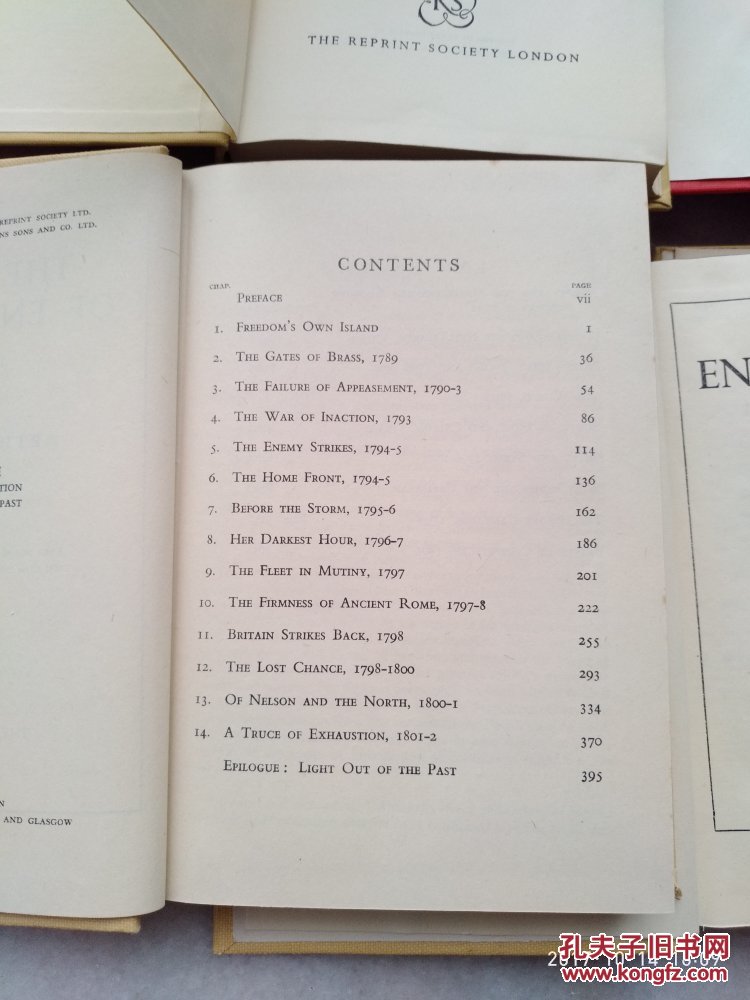 RS
THE REPRINT SOCIETY LONDON
REPRINT SOCIETY LTD.
NS SONS AND CO. LTD.
TION
PAST
N
AND GLASGOW
CONTENTS
CHAP. PAGE
PREFACE vii
1. FREEDOM'S OWN ISLAND 1
2. THE GATES OF BRASS, 1789 36
3. THE FAILURE OF APPEASEMENT, 1790-3 54
4. THE WAR OF INACTION, 1793 86
5. THE ENEMY STRIKES, 1794-5 114
6. THE HOME FRONT, 1794-5 136
7. BEFORE THE STORM, 1795-6 162
8. HER DARKEST HOUR, 1796-7 186
9. THE FLEET IN MUTINY, 1797 201
10. THE FIRMNESS OF ANCIENT ROME, 1797-8 222
11. BRITAIN STRIKES BACK, 1798 255
12. THE LOST CHANCE, 1798-1800 293
13. OF NELSON AND THE NORTH, 1800-1 334
14. A TRUCE OF EXHAUSTION, 1801-2 370
EPILOGUE: LIGHT OUT OF THE PAST 395
EN
孔夫子旧书网
www.kongfz.com